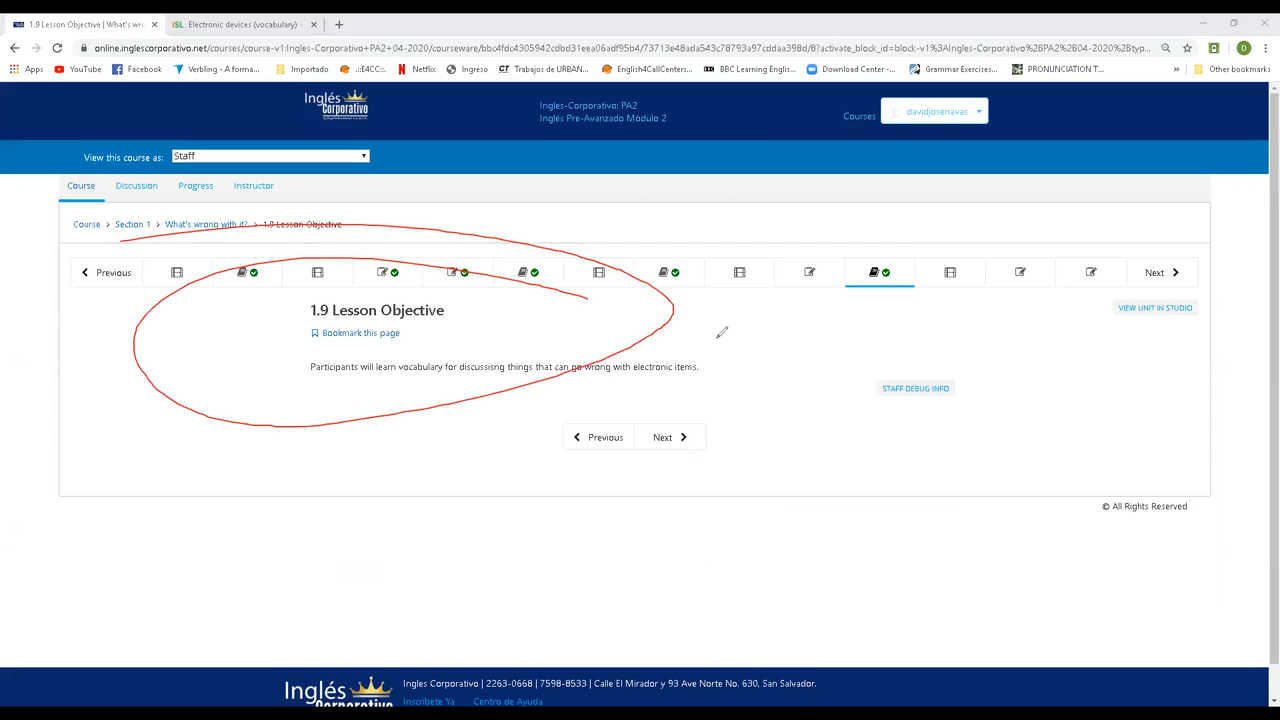 1.9 Lesson Objective | What's wro
Electronic devices (vocabulary) -
online.inglescorporativo.net/courses/course-v1:Ingles-Corporativo+PA2+04-2020/courseware/bbc4fdc4305942cdbd31eea06adf95b4/73713e48ada543c78793a97cddaa398d/8?activate_block_id=block-v1%3AIngles-Corporativo%2BPA2%2B04-2020%2Btyp...
Apps YouTube Facebook Verbling - A forma... Importado .::E4CC::. Netflix Ingreso Trabajos de URBAN... English4CallCenters... BBC Learning English... Download Center -... Grammar Exercises... PRONUNCIATION T... » Other bookmarks
Inglés Corporativo
Ingles-Corporativo: PA2
Inglés Pre-Avanzado Módulo 2
Courses davidjosenavas
View this course as: Staff
Course Discussion Progress Instructor
Course > Section 1 > What's wrong with it? > 1.9 Lesson Objective
Previous Next
1.9 Lesson Objective
VIEW UNIT IN STUDIO
Bookmark this page
Participants will learn vocabulary for discussisng things that can go wrong with electronic items.
STAFF DEBUG INFO
Previous Next
© All Rights Reserved
Inglés Corporativo
Ingles Corporativo | 2263-0668 | 7598-8533 | Calle El Mirador y 93 Ave Norte No. 630, San Salvador.
Inscríbete Ya Centro de Ayuda